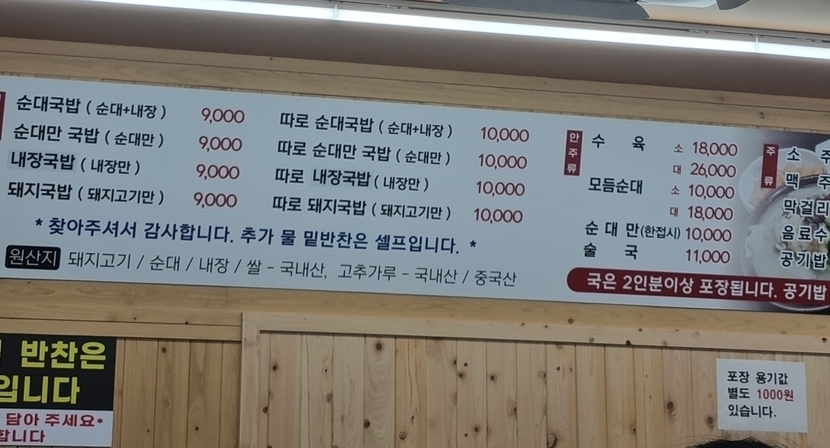 순대국밥 ( 순대+내장 ) 9,000
순대만 국밥 ( 순대만 ) 9,000
내장국밥 ( 내장만 ) 9,000
돼지국밥 ( 돼지고기만 ) 9,000
따로 순대국밥 ( 순대+내장 ) 10,000
따로 순대만 국밥 ( 순대만 ) 10,000
따로 내장국밥 ( 내장만 ) 10,000
따로 돼지국밥 ( 돼지고기만 ) 10,000
* 찾아주셔서 감사합니다. 추가 물 밑반찬은 셀프입니다. *
원산지 돼지고기 / 순대 / 내장 / 쌀 - 국내산, 고추가루 - 국내산 / 중국산
안주류
수 육 소 18,000
대 26,000
모듬순대 소 10,000
대 18,000
순 대 만(한접시) 10,000
술 국 11,000
주류
소 주
맥 주
막걸리
음료수
공기밥
국은 2인분이상 포장됩니다. 공기밥
반찬은
입니다
담아 주세요*
합니다
포장 용기값
별도 1000원
있습니다.